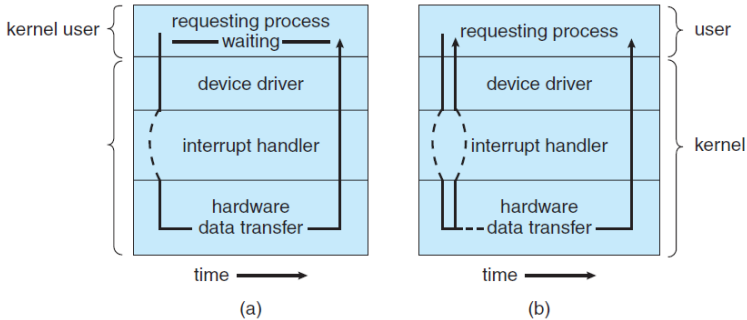 kernel user
requesting process
waiting
device driver
interrupt handler
hardware
data transfer
time
(a)
requesting process
user
device driver
interrupt handler
kernel
hardware
data transfer
time
(b)